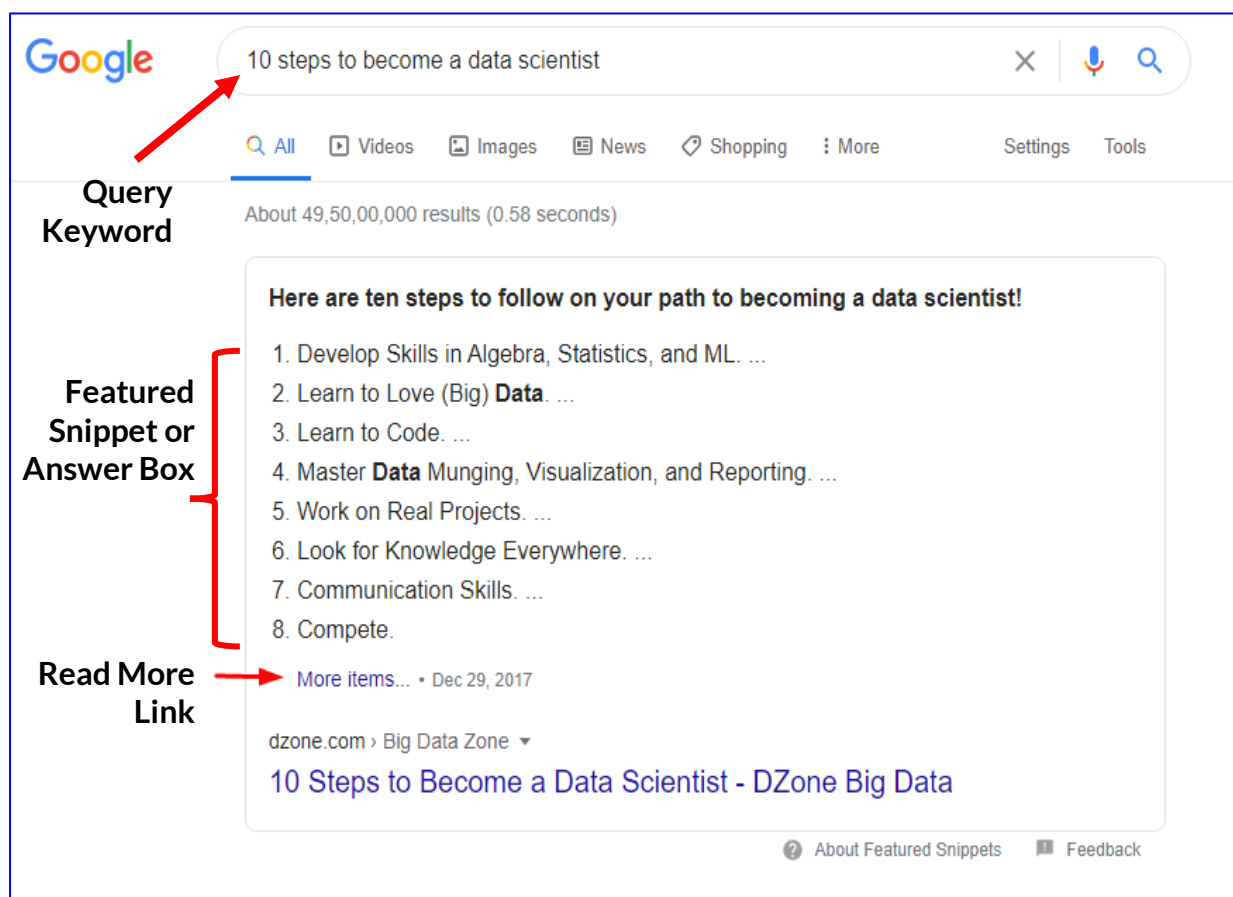 Google
10 steps to become a data scientist
All Videos Images News Shopping More Settings Tools
Query
Keyword
About 49,50,00,000 results (0.58 seconds)
Here are ten steps to follow on your path to becoming a data scientist!
1. Develop Skills in Algebra, Statistics, and ML. ...
2. Learn to Love (Big) Data. ...
3. Learn to Code. ...
4. Master Data Munging, Visualization, and Reporting. ...
5. Work on Real Projects. ...
6. Look for Knowledge Everywhere. ...
7. Communication Skills. ...
8. Compete.
Featured
Snippet or
Answer Box
Read More
Link
More items... • Dec 29, 2017
dzone.com › Big Data Zone
10 Steps to Become a Data Scientist - DZone Big Data
About Featured Snippets Feedback